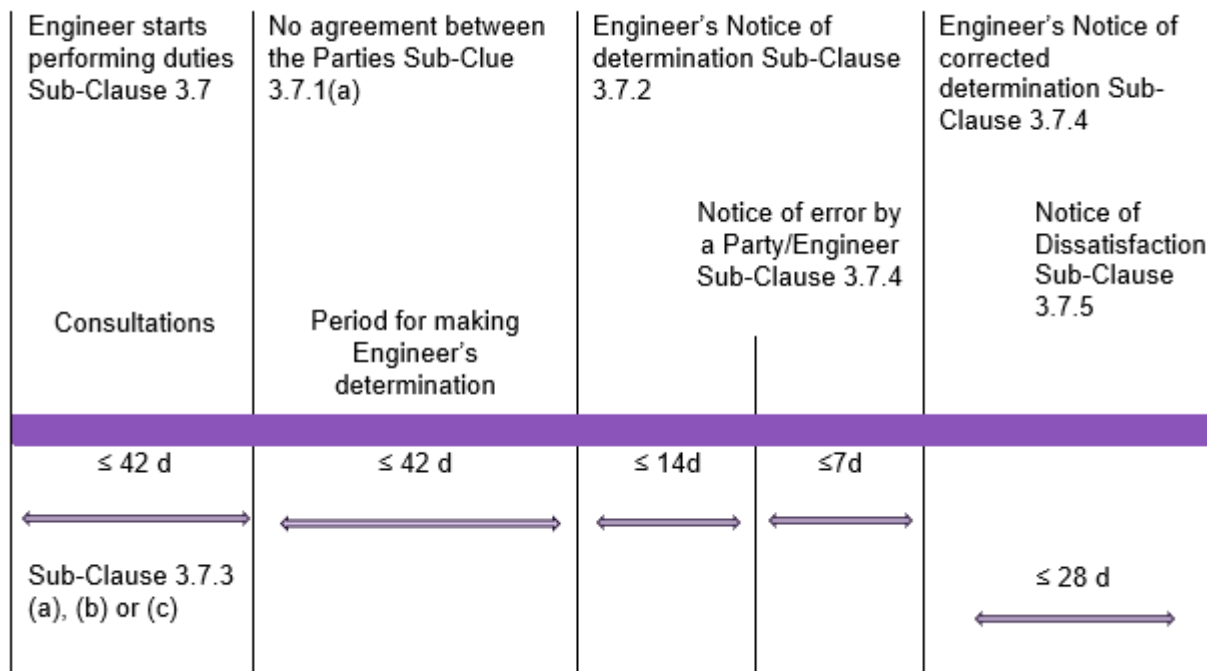 Engineer starts
performing duties
Sub-Clause 3.7
No agreement between
the Parties Sub-Clue
3.7.1(a)
Engineer’s Notice of
determination Sub-Clause
3.7.2
Engineer’s Notice of
corrected
determination Sub-
Clause 3.7.4
Notice of error by
a Party/Engineer
Sub-Clause 3.7.4
Notice of
Dissatisfaction
Sub-Clause
3.7.5
Consultations
Period for making
Engineer’s
determination
≤ 42 d
≤ 42 d
≤ 14d
≤7d
Sub-Clause 3.7.3
(a), (b) or (c)
≤ 28 d